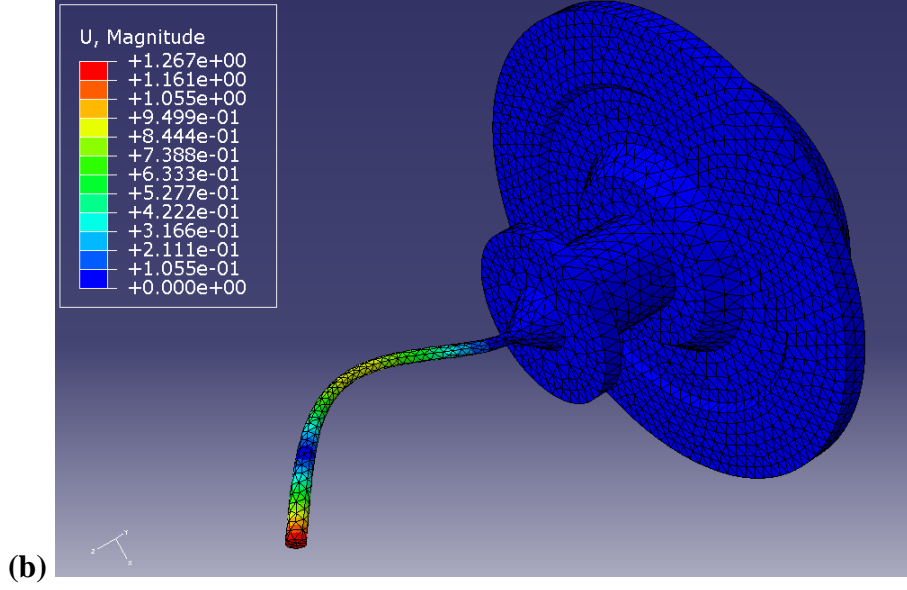 U, Magnitude
+1.267e+00
+1.161e+00
+1.055e+00
+9.499e-01
+8.444e-01
+7.388e-01
+6.333e-01
+5.277e-01
+4.222e-01
+3.166e-01
+2.111e-01
+1.055e-01
+0.000e+00
Y
Z
X
(b)